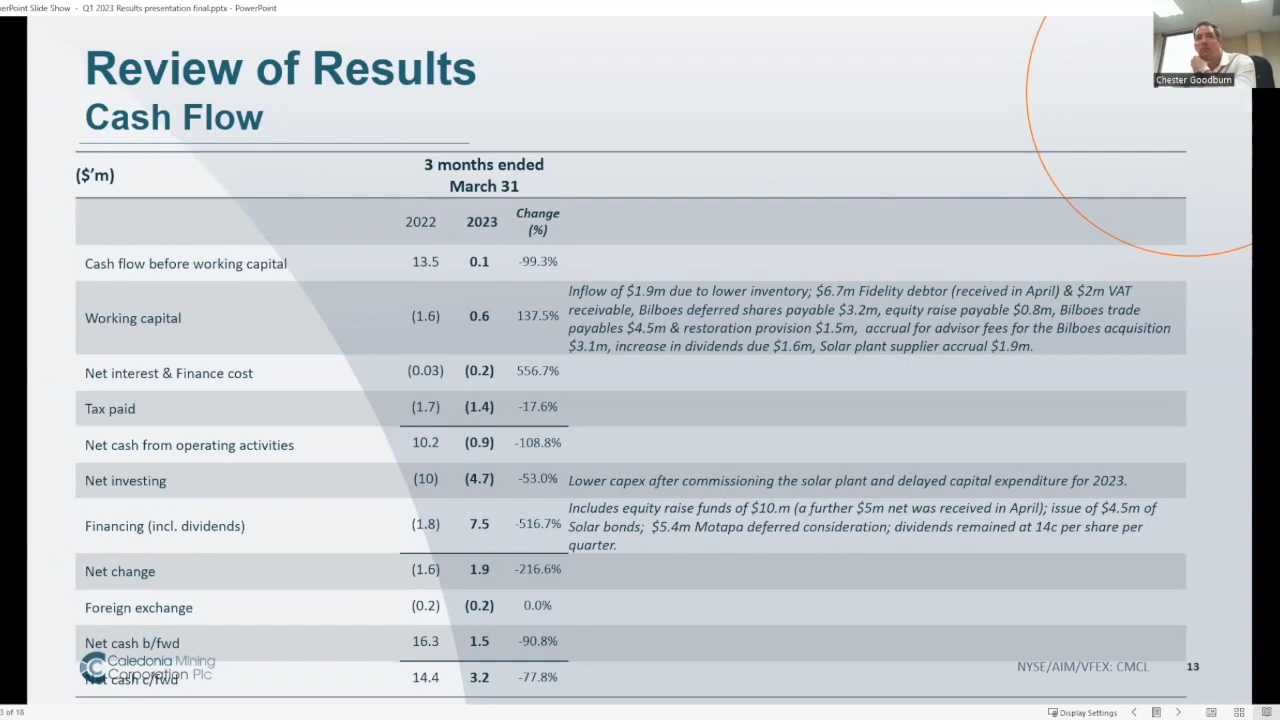 PowerPoint Slide Show - Q1 2023 Results presentation final.pptx - PowerPoint
Chester Goodburn
Review of Results
Cash Flow
($'m) 3 months ended
March 31
2022 2023 Change
(%)
Cash flow before working capital 13.5 0.1 -99.3%
Working capital (1.6) 0.6 137.5% Inflow of $1.9m due to lower inventory; $6.7m Fidelity debtor (received in April) & $2m VAT
receivable, Bilboes deferred shares payable $3.2m, equity raise payable $0.8m, Bilboes trade
payables $4.5m & restoration provision $1.5m, accrual for advisor fees for the Bilboes acquisition
$3.1m, increase in dividends due $1.6m, Solar plant supplier accrual $1.9m.
Net interest & Finance cost (0.03) (0.2) 556.7%
Tax paid (1.7) (1.4) -17.6%
Net cash from operating activities 10.2 (0.9) -108.8%
Net investing (10) (4.7) -53.0% Lower capex after commissioning the solar plant and delayed capital expenditure for 2023.
Financing (incl. dividends) (1.8) 7.5 -516.7% Includes equity raise funds of $10.m (a further $5m net was received in April); issue of $4.5m of
Solar bonds; $5.4m Motapa deferred consideration; dividends remained at 14c per share per
quarter.
Net change (1.6) 1.9 -216.6%
Foreign exchange (0.2) (0.2) 0.0%
Net cash b/fwd 16.3 1.5 -90.8%
Net cash c/fwd 14.4 3.2 -77.8%
Caledonia Mining
Corporation Plc
NYSE/AIM/VFEX: CMCL 13
3 of 18
Display Settings